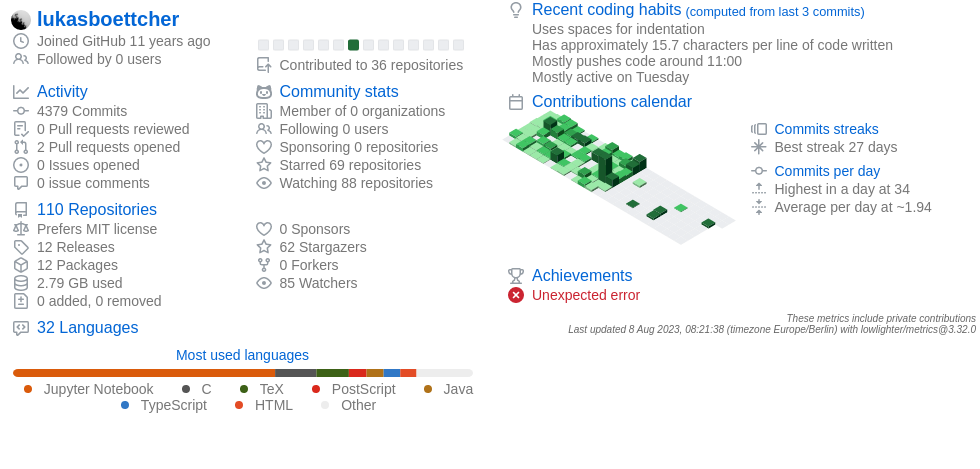 lukasboettcher
Joined GitHub 11 years ago
Followed by 0 users
Contributed to 36 repositories
Activity
4379 Commits
0 Pull requests reviewed
2 Pull requests opened
0 Issues opened
0 issue comments
Community stats
Member of 0 organizations
Following 0 users
Sponsoring 0 repositories
Starred 69 repositories
Watching 88 repositories
110 Repositories
Prefers MIT license
12 Releases
12 Packages
2.79 GB used
0 added, 0 removed
0 Sponsors
62 Stargazers
0 Forkers
85 Watchers
32 Languages
Most used languages
Jupyter Notebook C TeX PostScript Java
TypeScript HTML Other
Recent coding habits (computed from last 3 commits)
Uses spaces for indentation
Has approximately 15.7 characters per line of code written
Mostly pushes code around 11:00
Mostly active on Tuesday
Contributions calendar
Commits streaks
Best streak 27 days
Commits per day
Highest in a day at 34
Average per day at ~1.94
Achievements
Unexpected error
These metrics include private contributions
Last updated 8 Aug 2023, 08:21:38 (timezone Europe/Berlin) with lowlighter/metrics@3.32.0